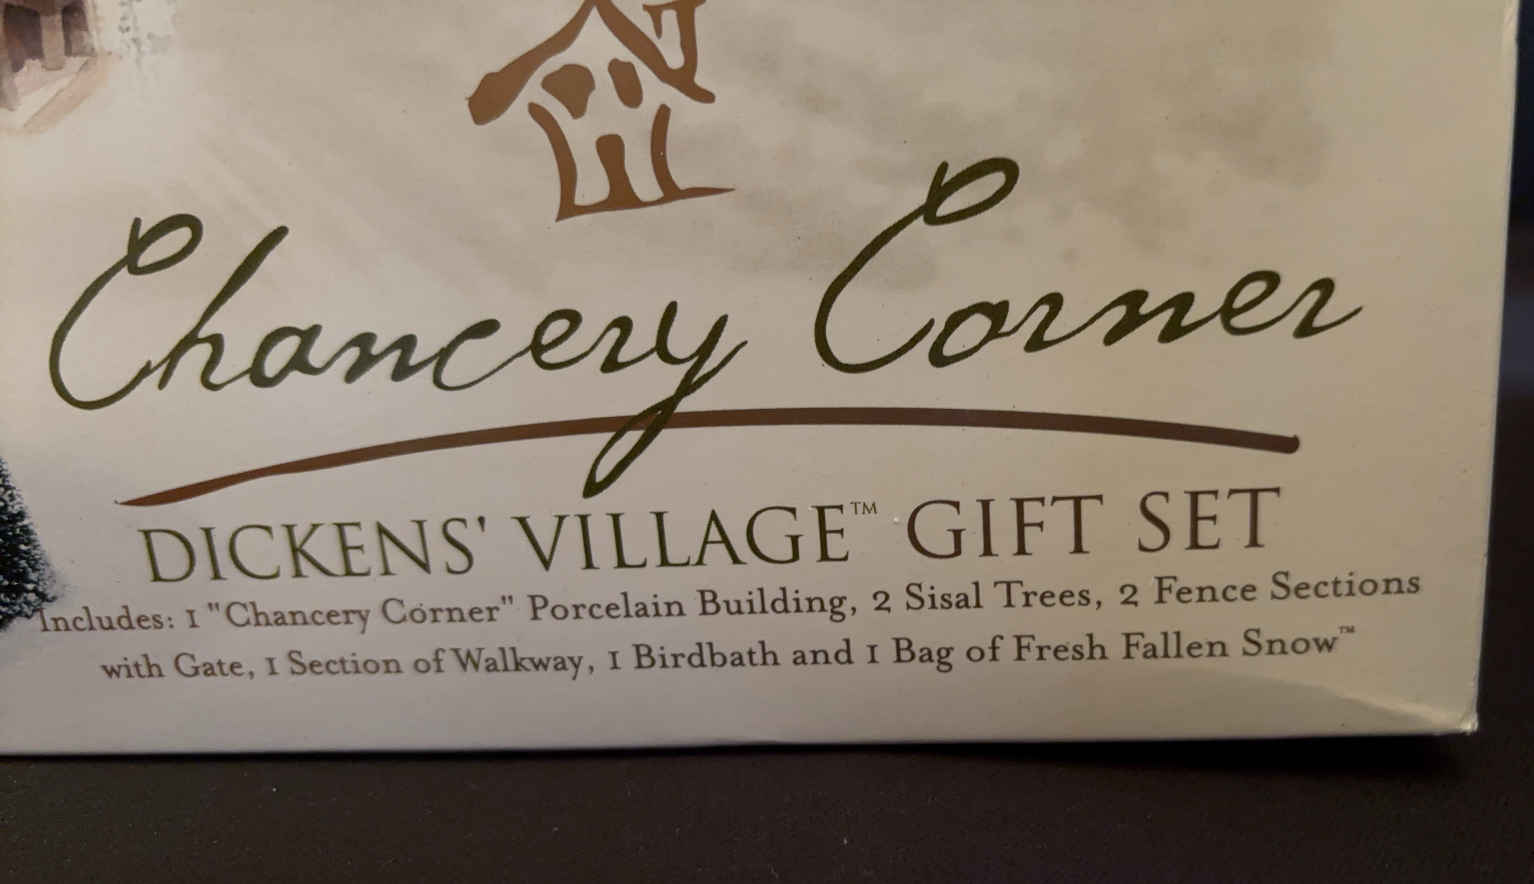 Chancery Corner
DICKENS' VILLAGE™ GIFT SET
Includes: 1 "Chancery Corner" Porcelain Building, 2 Sisal Trees, 2 Fence Sections
with Gate, 1 Section of Walkway, 1 Birdbath and 1 Bag of Fresh Fallen Snow™